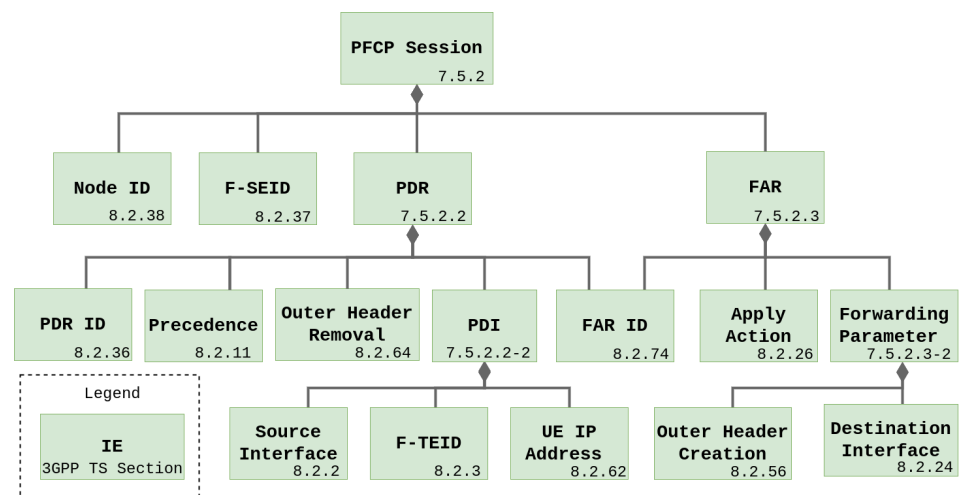 PFCP Session
7.5.2
Node ID
8.2.38
F-SEID
8.2.37
PDR
7.5.2.2
FAR
7.5.2.3
PDR ID
8.2.36
Precedence
8.2.11
Outer Header
Removal
8.2.64
PDI
7.5.2.2-2
FAR ID
8.2.74
Apply
Action
8.2.26
Forwarding
Parameter
7.5.2.3-2
Legend
IE
3GPP TS Section
Source
Interface
8.2.2
F-TEID
8.2.3
UE IP
Address
8.2.62
Outer Header
Creation
8.2.56
Destination
Interface
8.2.24